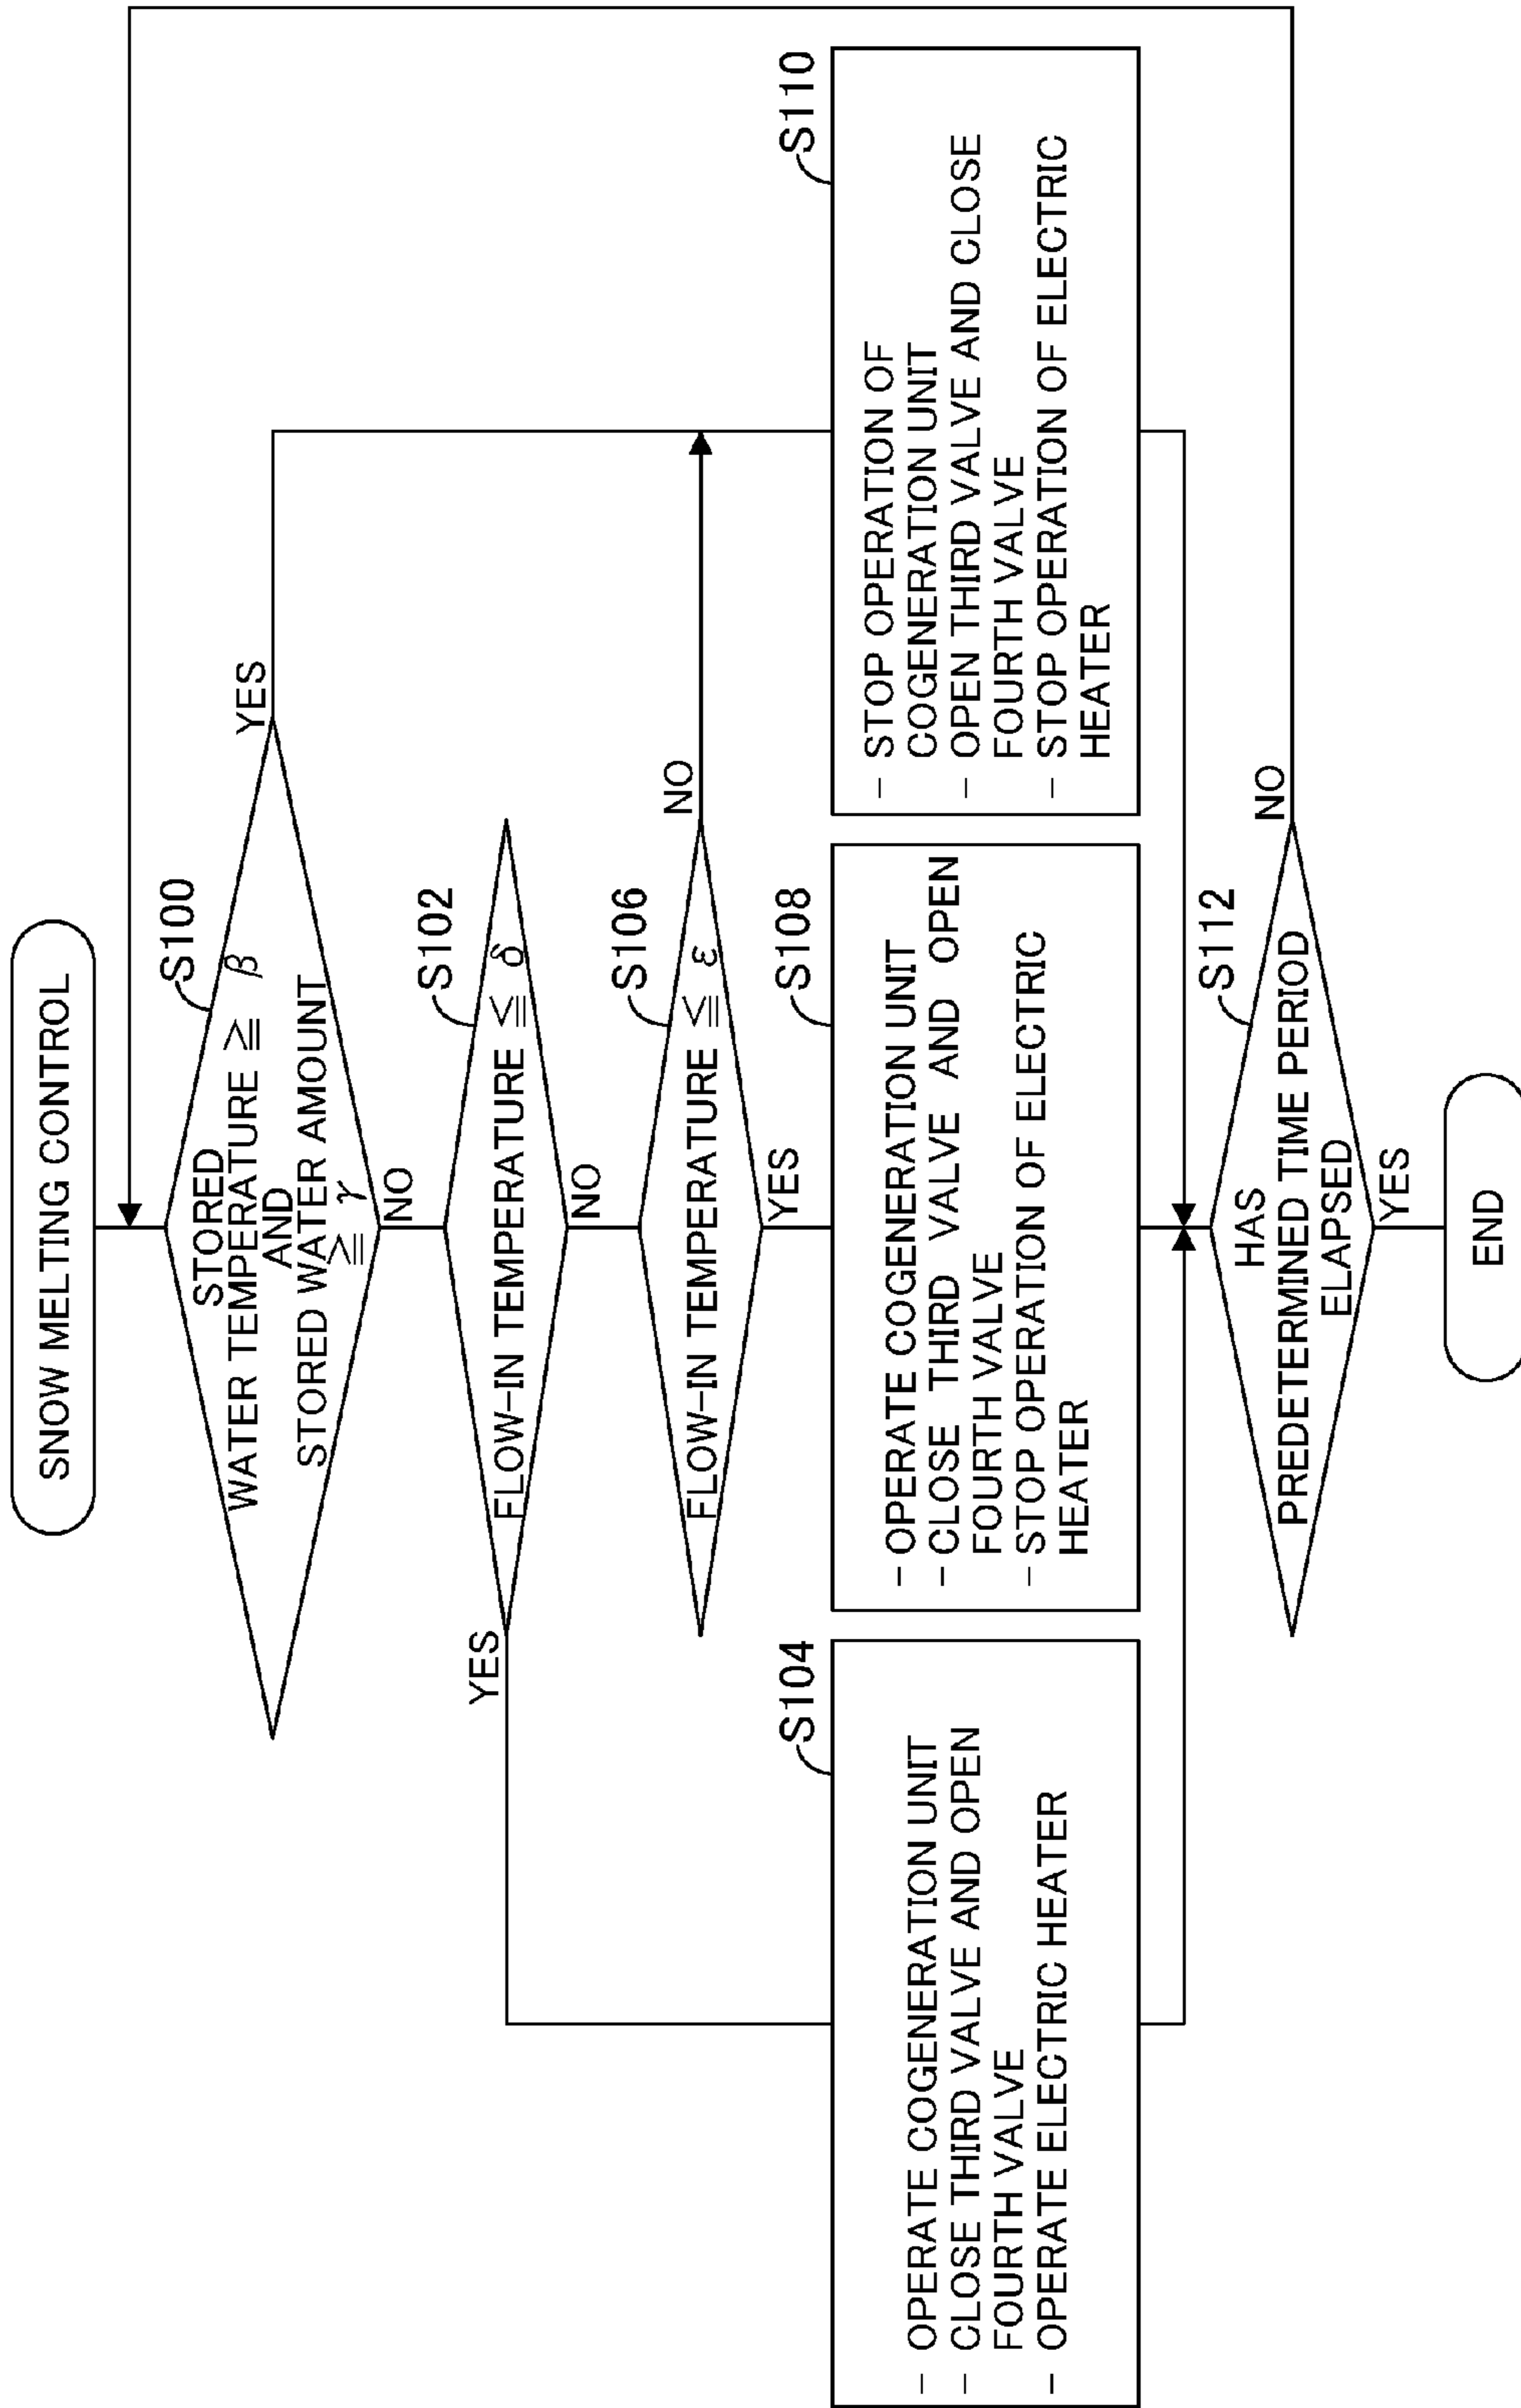 SNOW MELTING CONTROL
S100
STORED
WATER TEMPERATURE ≧ β
AND
STORED WATER AMOUNT
≧ γ
YES
NO
S102
FLOW-IN TEMPERATURE ≦ δ
YES
NO
S106
FLOW-IN TEMPERATURE ≦ ε
NO
YES
S104
- OPERATE COGENERATION UNIT
- CLOSE THIRD VALVE AND OPEN
FOURTH VALVE
- OPERATE ELECTRIC HEATER
S108
- OPERATE COGENERATION UNIT
- CLOSE THIRD VALVE AND OPEN
FOURTH VALVE
- STOP OPERATION OF ELECTRIC
HEATER
S110
- STOP OPERATION OF
COGENERATION UNIT
- OPEN THIRD VALVE AND CLOSE
FOURTH VALVE
- STOP OPERATION OF ELECTRIC
HEATER
S112
HAS
PREDETERMINED TIME PERIOD
ELAPSED
NO
YES
END